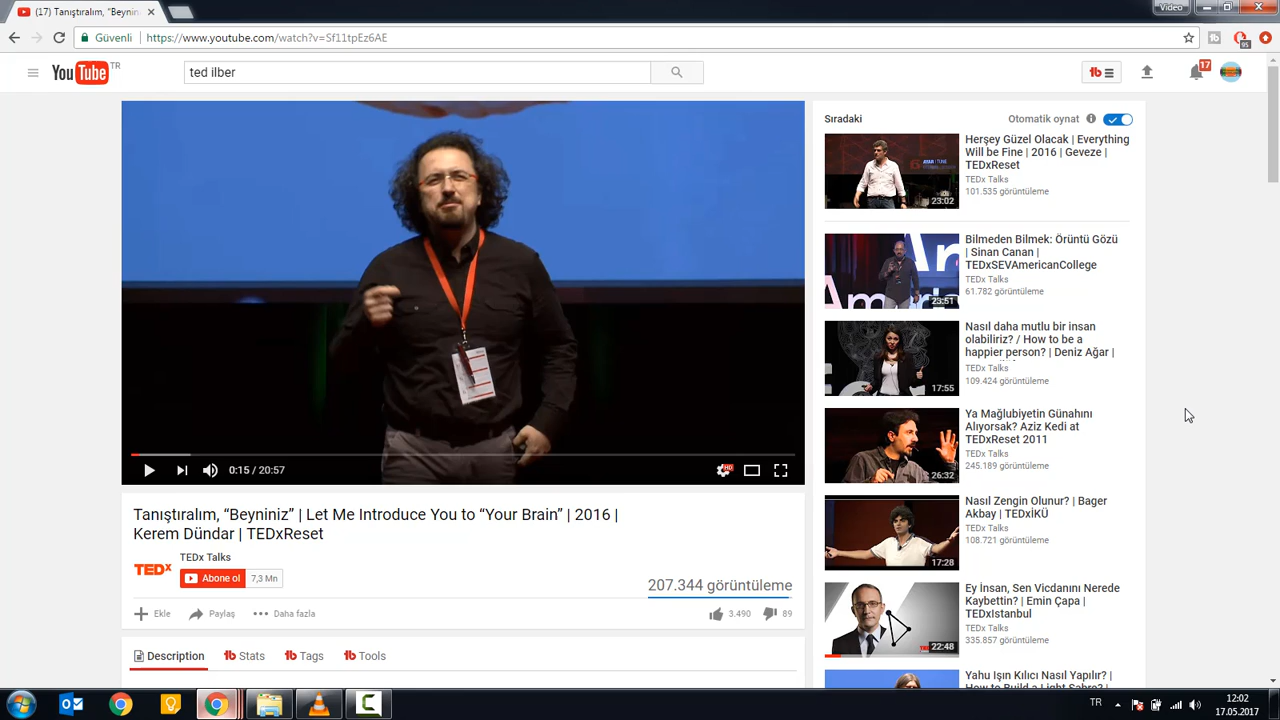 (17) Tanıştıralım, "Beynin
Video
Güvenli
https://www.youtube.com/watch?v=Sf11tpEz6AE
95
YouTube TR
ted ilber
17
Sıradaki
Otomatik oynat
Herşey Güzel Olacak | Everything
Will be Fine | 2016 | Geveze |
TEDxReset
TEDx Talks
101.535 görüntüleme
23:02
Bilmeden Bilmek: Örüntü Gözü
| Sinan Canan |
TEDxSEVAmericanCollege
TEDx Talks
61.782 görüntüleme
23:51
Nasıl daha mutlu bir insan
olabiliriz? / How to be a
happier person? | Deniz Ağar |
TEDx Talks
109.424 görüntüleme
17:55
Ya Mağlubiyetin Günahını
Alıyorsak? Aziz Kedi at
TEDxReset 2011
TEDx Talks
245.189 görüntüleme
26:32
Nasıl Zengin Olunur? | Bager
Akbay | TEDxİKÜ
TEDx Talks
108.721 görüntüleme
17:28
Ey İnsan, Sen Vicdanını Nerede
Kaybettin? | Emin Çapa |
TEDxIstanbul
TEDx Talks
335.857 görüntüleme
22:48
Yahu Işın Kılıcı Nasıl Yapılır? |
How to Build a Light Sabre? |
0:15 / 20:57
HD
Tanıştıralım, “Beyniniz” | Let Me Introduce You to “Your Brain” | 2016 |
Kerem Dündar | TEDxReset
TEDx
TEDx Talks
Abone ol
7,3 Mn
207.344 görüntüleme
Ekle
Paylaş
Daha fazla
3.490
89
Description
Stats
Tags
Tools
TR
12:02
17.05.2017